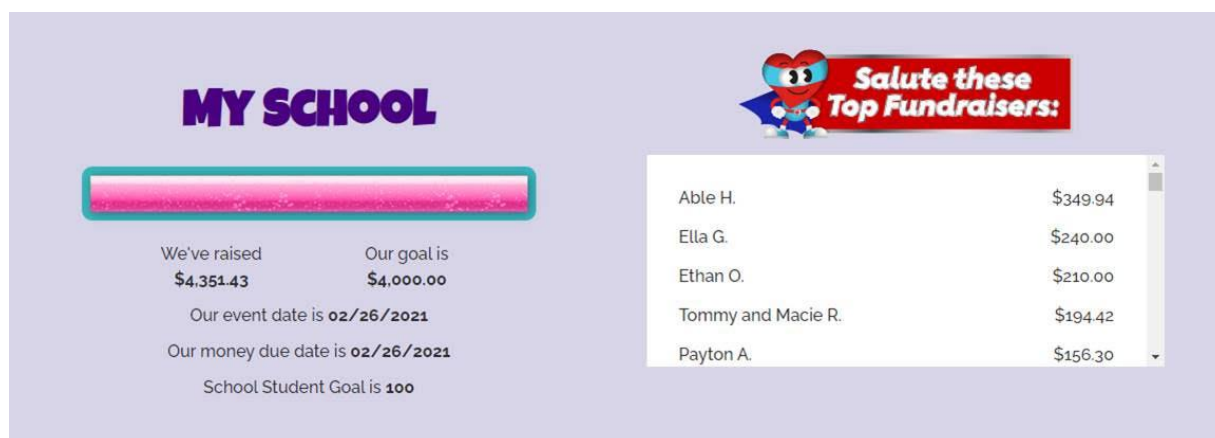 MY SCHOOL
We've raised
$4,351.43
Our goal is
$4,000.00
Our event date is 02/26/2021
Our money due date is 02/26/2021
School Student Goal is 100
Salute these
Top Fundraisers:
Able H. $349.94
Ella G. $240.00
Ethan O. $210.00
Tommy and Macie R. $194.42
Payton A. $156.30